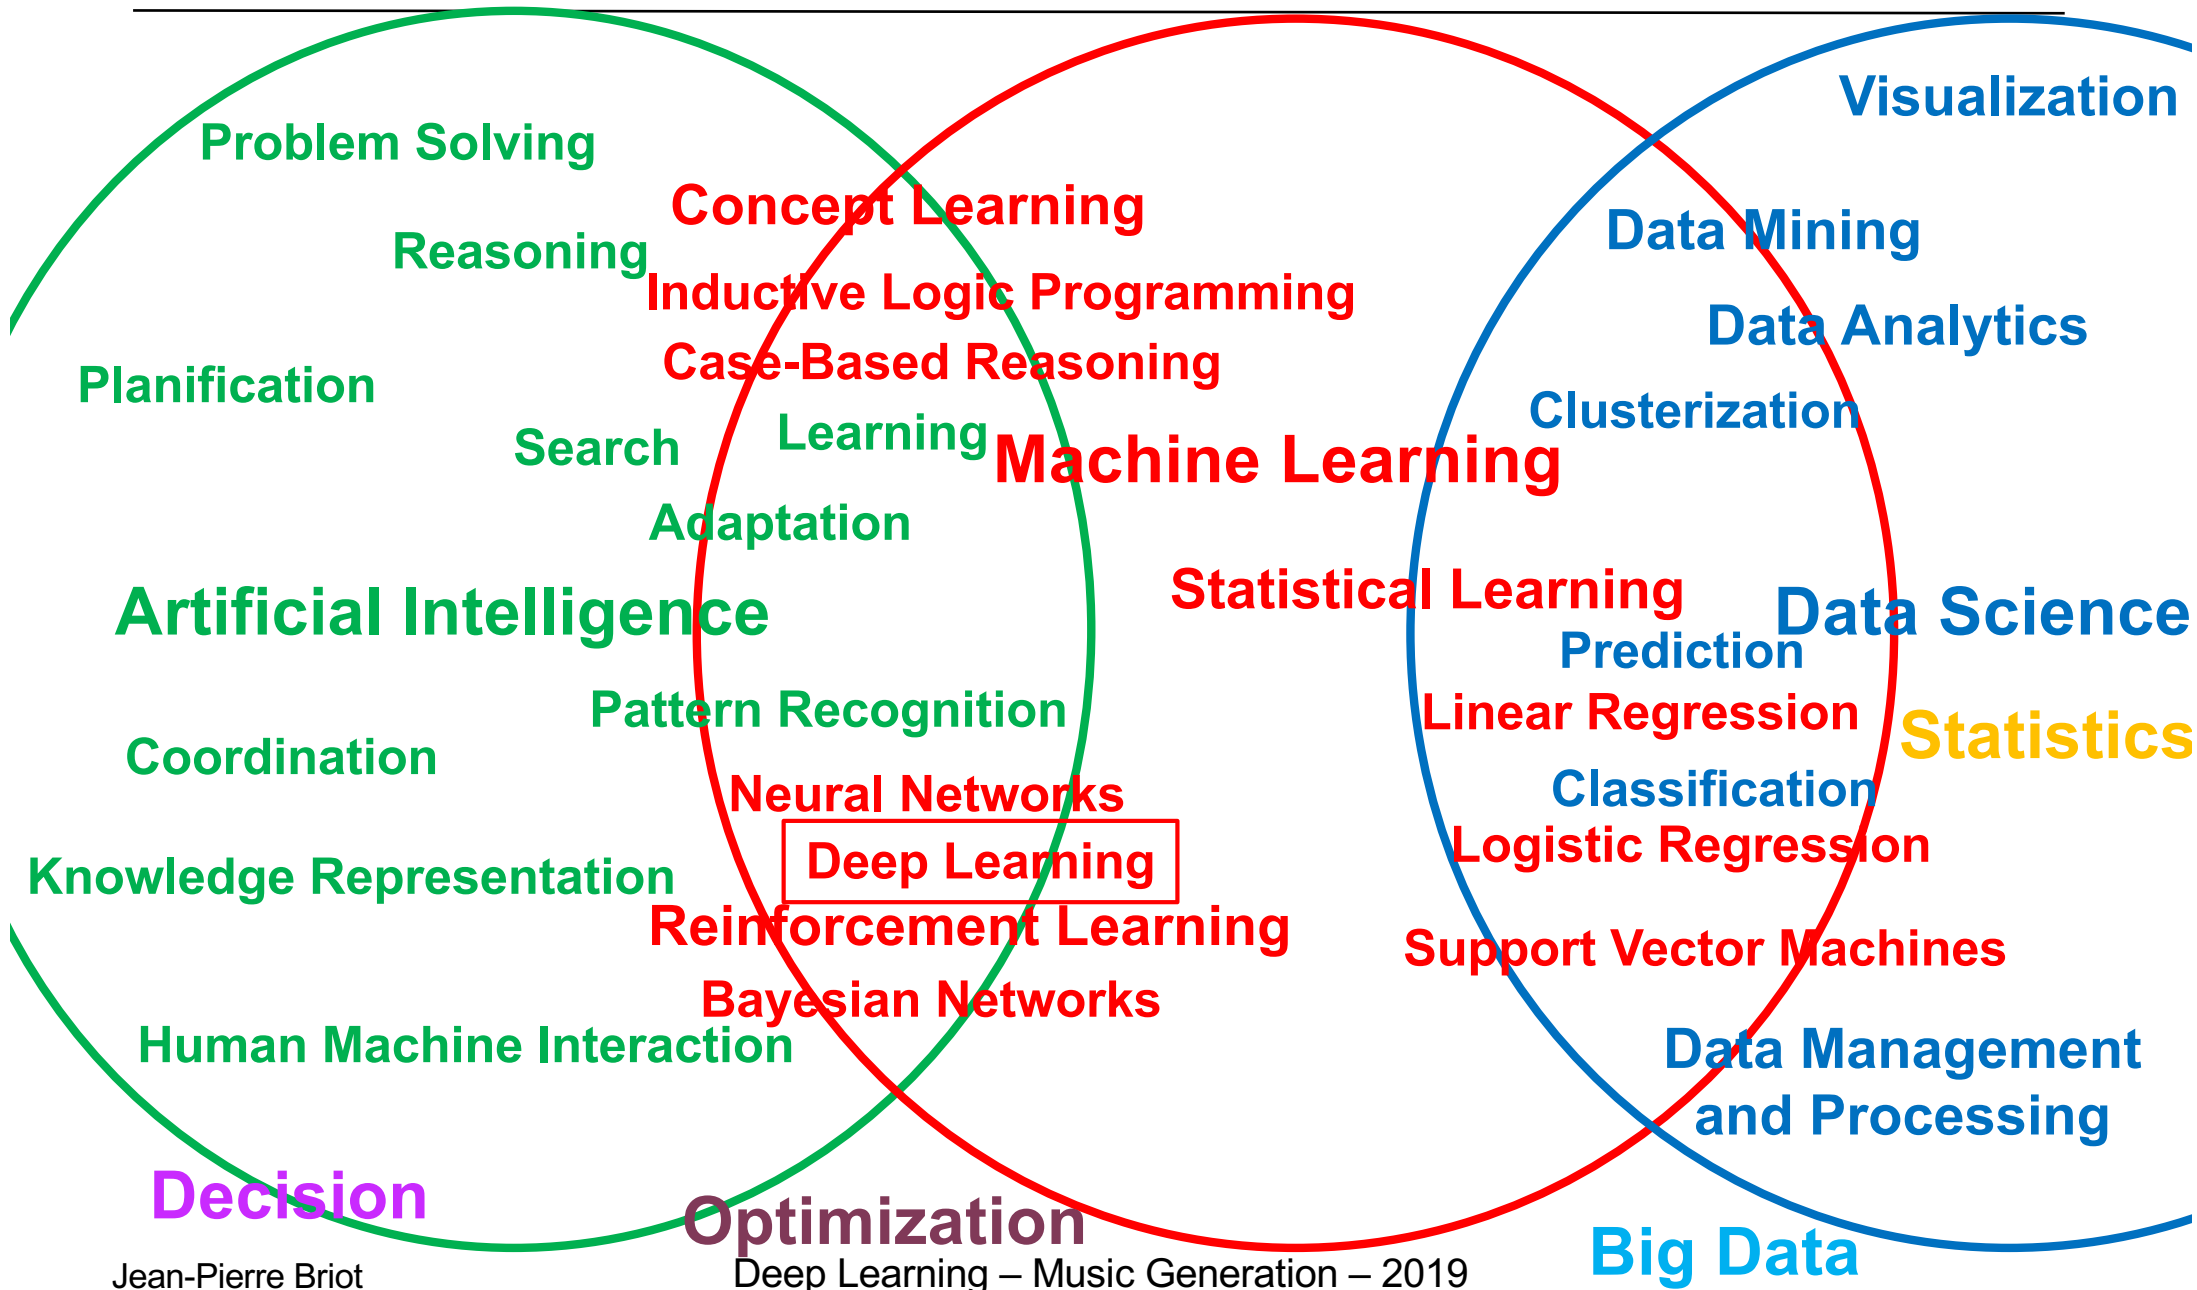 Visualization
Problem Solving
Concept Learning
Data Mining
Reasoning
Inductive Logic Programming
Data Analytics
Case-Based Reasoning
Planification
Clusterization
Search
Learning
Machine Learning
Adaptation
Statistical Learning
Artificial Intelligence
Data Science
Prediction
Pattern Recognition
Linear Regression
Statistics
Coordination
Neural Networks
Classification
Deep Learning
Logistic Regression
Knowledge Representation
Reinforcement Learning
Support Vector Machines
Bayesian Networks
Human Machine Interaction
Data Management
and Processing
Decision
Optimization
Big Data
Jean-Pierre Briot
Deep Learning – Music Generation – 2019